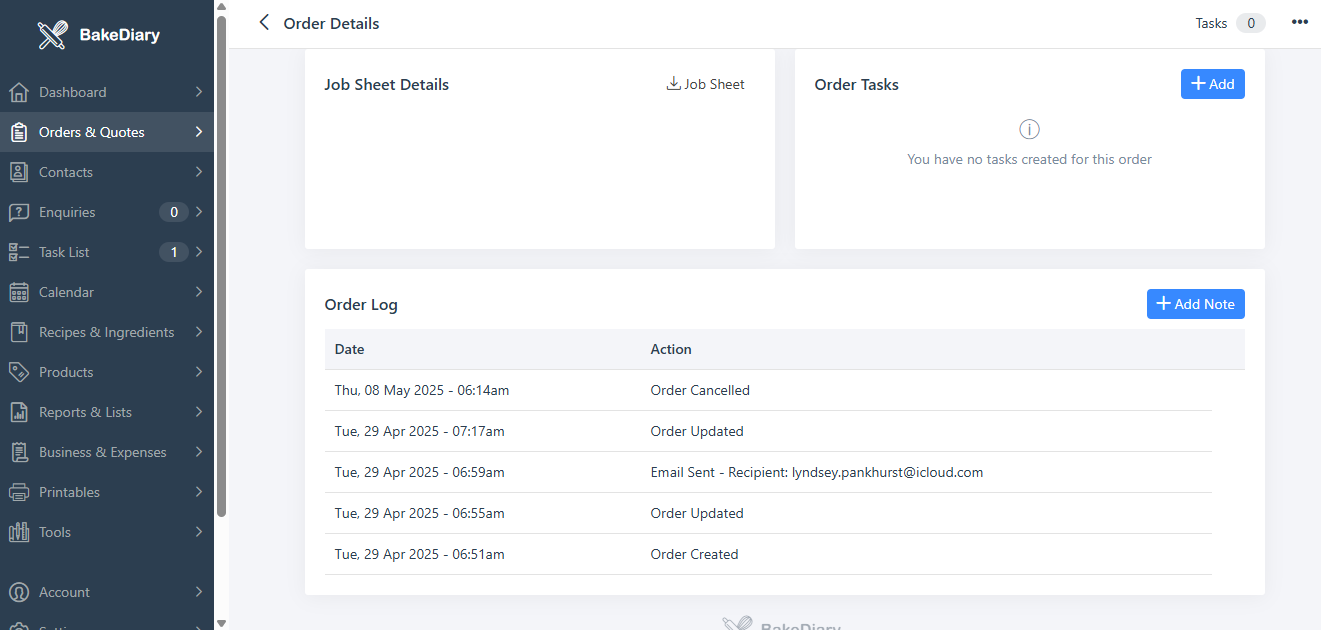 BakeDiary
Dashboard
Orders & Quotes
Contacts
Enquiries 0
Task List 1
Calendar
Recipes & Ingredients
Products
Reports & Lists
Business & Expenses
Printables
Tools
Account
Order Details
Tasks 0
Job Sheet Details
Job Sheet
Order Tasks
Add
You have no tasks created for this order
Order Log
Add Note
Date Action
Thu, 08 May 2025 - 06:14am Order Cancelled
Tue, 29 Apr 2025 - 07:17am Order Updated
Tue, 29 Apr 2025 - 06:59am Email Sent - Recipient: lyndsey.pankhurst@icloud.com
Tue, 29 Apr 2025 - 06:55am Order Updated
Tue, 29 Apr 2025 - 06:51am Order Created
BakeDiary